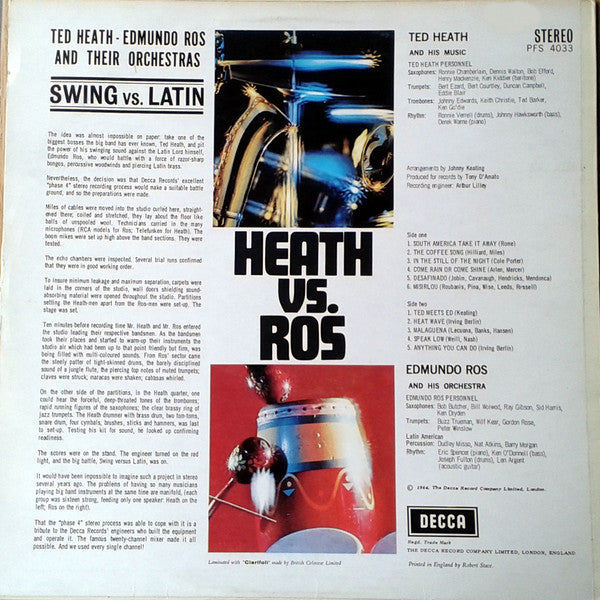 TED HEATH - EDMUNDO ROS
AND THEIR ORCHESTRAS
SWING vs. LATIN
The idea was almost impossible on paper: take one of the
biggest bosses the big band has ever known, Ted Heath, and pit
the power of his swinging sound against the Latin Lord himself,
Edmundo Ros, who would battle with a force of razor-sharp
bongos, percussive woodwinds and piercing Latin brass.
Nevertheless, the decision was that Decca Records' excellent
"phase 4" stereo recording process would make a suitable battle
ground, and so the preparations were made.
Miles of cables were moved into the studio curled here, straight-
ened there; coiled and stretched, they lay about the floor like
balls of unspooled wool. Technicians carried in the many
microphones (RCA models for Ros; Telefunken for Heath). The
boom mikes were set up high above the band sections. They were
tested.
The echo chambers were inspected. Several trial runs confirmed
that they were in good working order.
To insure minimum leakage and maximum separation, carpets were
laid in the corners of the studio, wall doors shielding sound-
absorbing material were opened throughout the studio. Partitions
setting the Heath-men apart from the Ros-men were set-up. The
stage was set.
Ten minutes before recording time Mr. Heath and Mr. Ros entered
the studio leading their respective bandsmen. As the bandsmen
took their places and started to warm-up their instruments the
studio air which had been up to that point friendly but firm, was
being filled with multi-coloured sounds. From Ros' sector came
the steely patter of tight-skinned drums, the barely disciplined
sound of a jungle flute, the piercing top notes of muted trumpets;
claves were struck; maracas were shaken; cabasas whirled.
On the other side of the partitions, in the Heath quarter, one
could hear the forceful, deep-throated tones of the trombones;
rapid running figures of the saxophones; the clear brassy ring of
jazz trumpets. The Heath drummer with brass drum, two tom-toms,
snare drum, four cymbals; brushes, sticks and hammers, was last
to set-up. Testing his kit for sound, he looked up confirming
readiness.
The scores were on the stand. The engineer turned on the red
light, and the big battle, Swing versus Latin, was on.
It would have been impossible to imagine such a project in stereo
several years ago. The problems of having so many musicians
playing big band instruments at the same time are manifold, (each
group was sixteen strong, feeding only one speaker: Heath on the
left; Ros on the right).
That the "phase 4" stereo process was able to cope with it is a
tribute to the Decca Records' engineers who built the equipment
and operate it. The famous twenty-channel mixer made it all
possible. And we used every single channel!
HEATH
VS.
ROS
Laminated with "Clarifoil" made by British Celanese Limited
TED HEATH
AND HIS MUSIC
STEREO
PFS 4033
TED HEATH PERSONNEL
Saxophones: Ronnie Chamberlain, Dennis Walton, Bob Efford,
Henry Mackenzie, Ken Kiddier (baritone)
Trumpets: Bert Ezard, Bert Courtley, Duncan Campbell,
Eddie Blair
Trombones: Johnny Edwards, Keith Christie, Ted Barker,
Ken Goldie
Rhythm: Ronnie Verrell (drums), Johnny Hawksworth (bass),
Derek Warne (piano)
Arrangements by Johnny Keating
Produced for records by Tony D'Amato
Recording engineer: Arthur Lilley
Side one
1. SOUTH AMERICA TAKE IT AWAY (Rome)
2. THE COFFEE SONG (Hilliard, Miles)
3. IN THE STILL OF THE NIGHT (Cole Porter)
4. COME RAIN OR COME SHINE (Arlen, Mercer)
5. DESAFINADO (Jobim, Cavanaugh, Hendricks, Mendonca)
6. MISIRLOU (Roubanis, Pina, Wise, Leeds, Russell)
Side two
1. TED MEETS ED (Keating)
2. HEAT WAVE (Irving Berlin)
3. MALAGUENA (Lecuona, Banks, Hansen)
4. SPEAK LOW (Weill, Nash)
5. ANYTHING YOU CAN DO (Irving Berlin)
EDMUNDO ROS
AND HIS ORCHESTRA
EDMUNDO ROS PERSONNEL
Saxophones: Bob Butcher, Bill Worwood, Ray Gibson, Sid Harris,
Ken Dryden
Trumpets: Buzz Trueman, Wilf Kear, Gordon Rose,
Peter Winslow
Latin American
Percussion: Dudley Misso, Nat Atkins, Barry Morgan
Rhythm: Eric Spencer (piano), Ken O'Donnell (bass),
Joseph Fulton (drums), Len Argent
(acoustic guitar)
© 1964, The Decca Record Company Limited, London.
DECCA
Regd. Trade Mark
THE DECCA RECORD COMPANY LIMITED, LONDON, ENGLAND
Printed in England by Robert Stace.